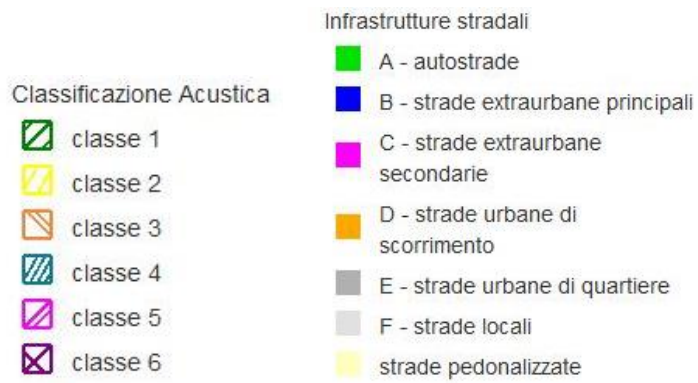 Classificazione Acustica
classe 1
classe 2
classe 3
classe 4
classe 5
classe 6
Infrastrutture stradali
A - autostrade
B - strade extraurbane principali
C - strade extraurbane
secondarie
D - strade urbane di
scorrimento
E - strade urbane di quartiere
F - strade locali
strade pedonalizzate